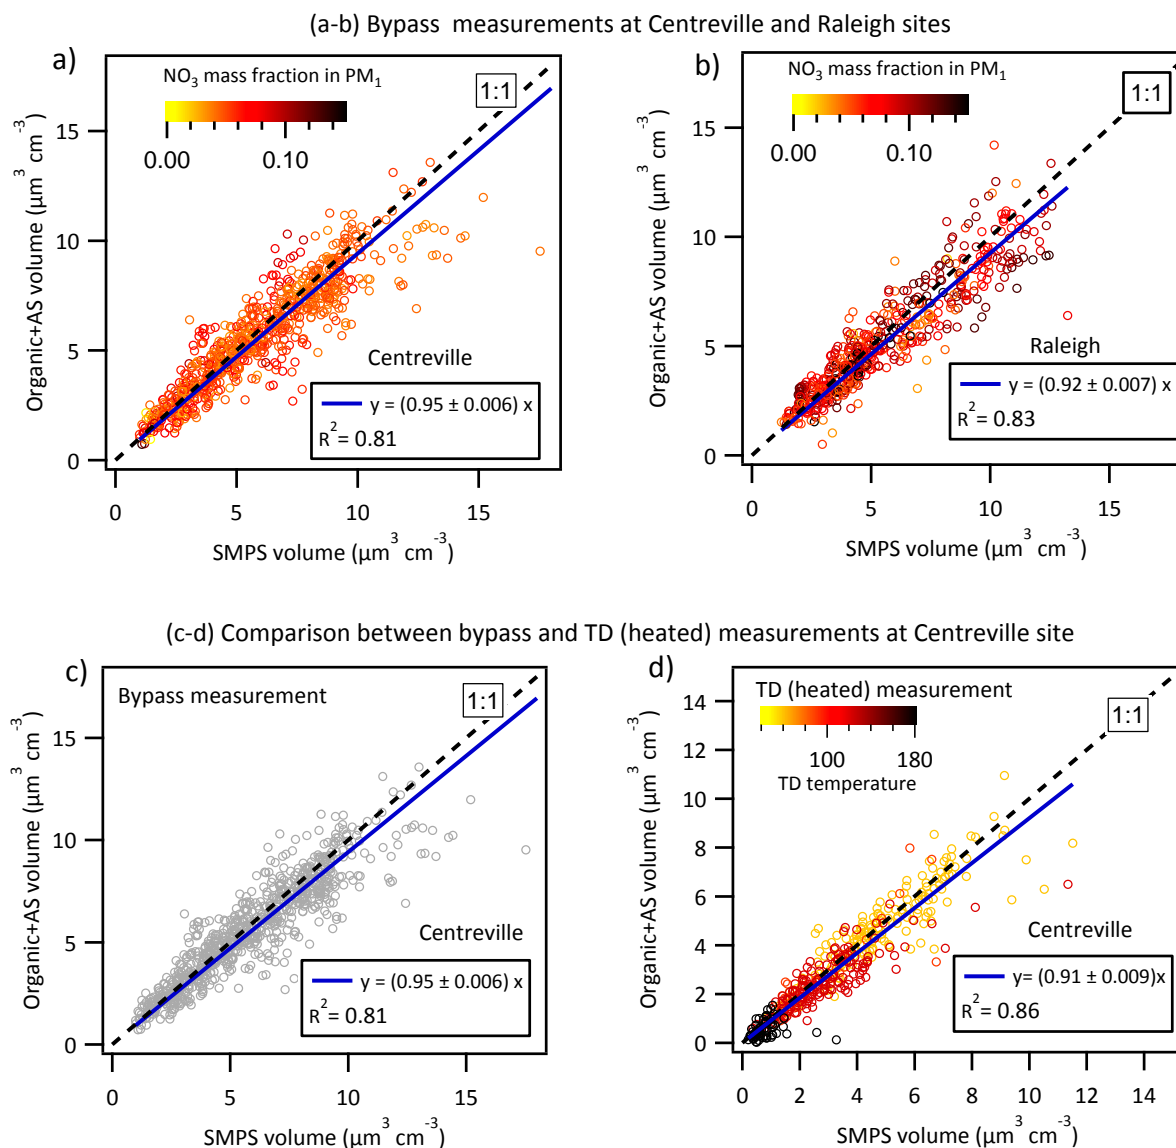 (a-b) Bypass  measurements at Centreville and Raleigh sites
a)
NO₃ mass fraction in PM₁
0.00 0.10
1:1
15
10
5
0
Organic+AS volume (µm³ cm⁻³)
Centreville
y = (0.95 ± 0.006) x
R²= 0.81
0 5 10 15
SMPS volume (µm³ cm⁻³)
b)
NO₃ mass fraction in PM₁
0.00 0.10
1:1
15
10
5
0
Organic+AS volume (µm³ cm⁻³)
Raleigh
y = (0.92 ± 0.007) x
R²= 0.83
0 5 10 15
SMPS volume (µm³ cm⁻³)
(c-d) Comparison between bypass and TD (heated) measurements at Centreville site
c)
Bypass measurement
1:1
15
10
5
0
Organic+AS volume (µm³ cm⁻³)
Centreville
y = (0.95 ± 0.006) x
R²= 0.81
0 5 10 15
SMPS volume (µm³ cm⁻³)
d)
TD (heated) measurement
100 180
TD temperature
1:1
14
12
10
8
6
4
2
0
Organic+AS volume (µm³ cm⁻³)
Centreville
y= (0.91 ± 0.009)x
R²= 0.86
0 2 4 6 8 10 12 14
SMPS volume (µm³ cm⁻³)